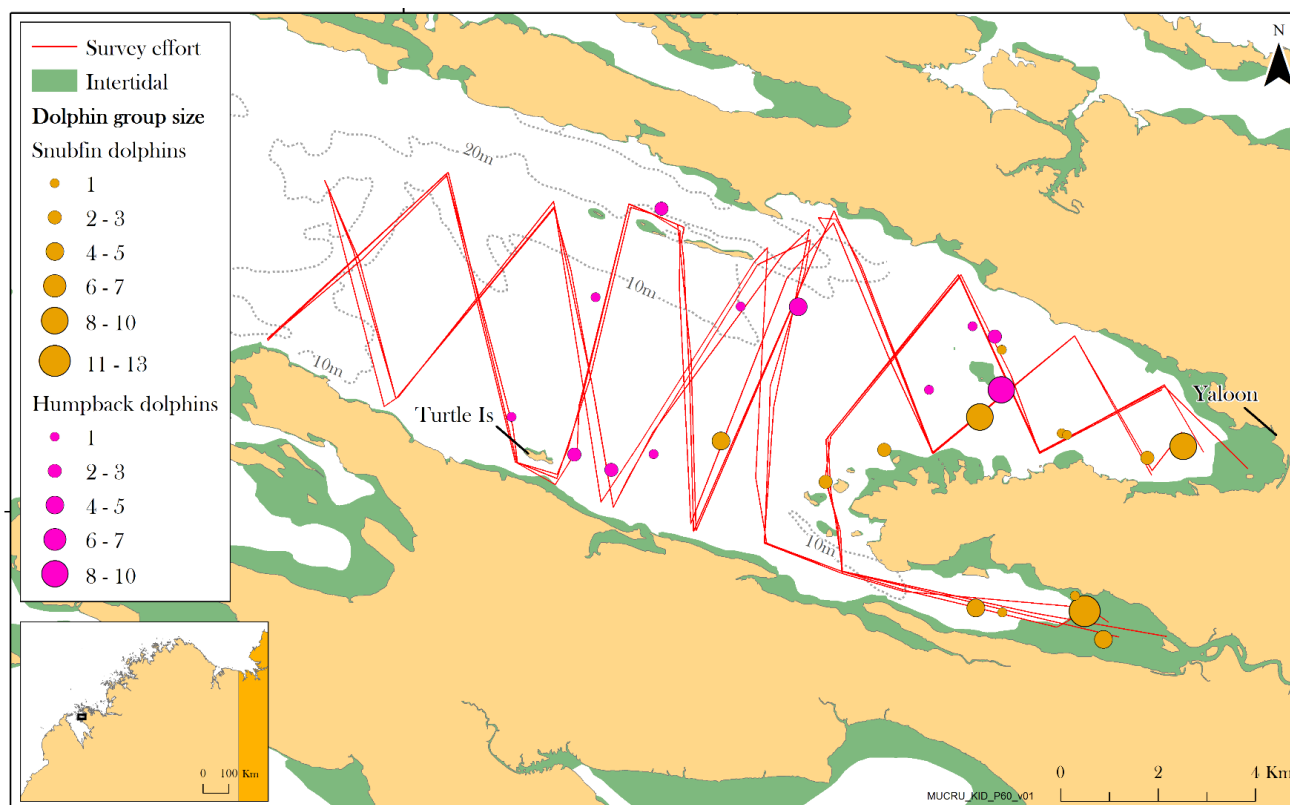 Survey effort
Intertidal
Dolphin group size
Snubfin dolphins
1
2 - 3
4 - 5
6 - 7
8 - 10
11 - 13
Humpback dolphins
1
2 - 3
4 - 5
6 - 7
8 - 10
N
20m
10m
10m
Turtle Is
Yaloon
10m
0 100 Km
0 2 4 Km
MUCRU_KID_P60_v01